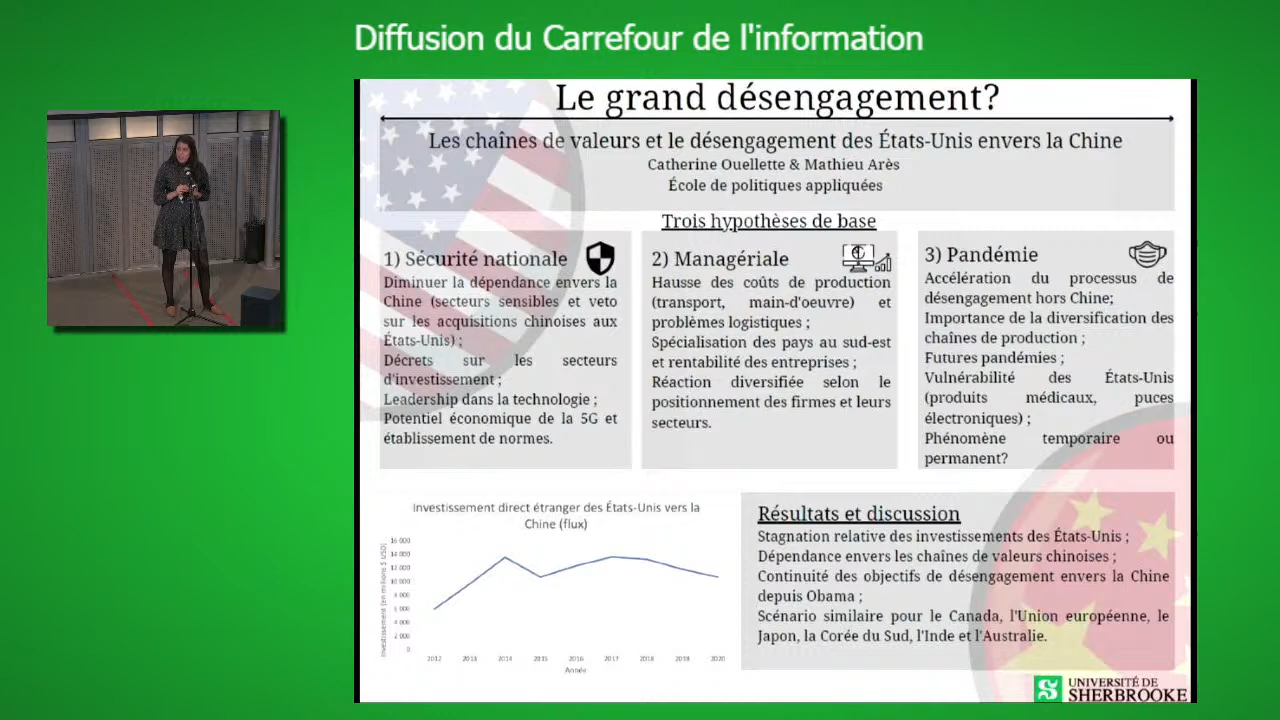 Diffusion du Carrefour de l'information
Le grand désengagement?
Les chaînes de valeurs et le désengagement des États-Unis envers la Chine
Catherine Ouellette & Mathieu Arès
École de politiques appliquées
Trois hypothèses de base
1) Sécurité nationale
Diminuer la dépendance envers la
Chine (secteurs sensibles et veto
sur les acquisitions chinoises aux
États-Unis) ;
Décrets sur les secteurs
d'investissement ;
Leadership dans la technologie ;
Potentiel économique de la 5G et
établissement de normes.
2) Managériale
Hausse des coûts de production
(transport, main-d'oeuvre) et
problèmes logistiques ;
Spécialisation des pays au sud-est
et rentabilité des entreprises ;
Réaction diversifiée selon le
positionnement des firmes et leurs
secteurs.
3) Pandémie
Accélération du processus de
désengagement hors Chine;
Importance de la diversification des
chaînes de production ;
Futures pandémies ;
Vulnérabilité des États-Unis
(produits médicaux, puces
électroniques) ;
Phénomène temporaire ou
permanent?
Investissement direct étranger des États-Unis vers la
Chine (flux)
Investissement (en millions $ USD)
16 000
14 000
12 000
10 000
8 000
6 000
4 000
2 000
0
2012 2013 2014 2015 2016 2017 2018 2019 2020
Année
Résultats et discussion
Stagnation relative des investissements des États-Unis ;
Dépendance envers les chaînes de valeurs chinoises ;
Continuité des objectifs de désengagement envers la Chine
depuis Obama ;
Scénario similaire pour le Canada, l'Union européenne, le
Japon, la Corée du Sud, l'Inde et l'Australie.
UNIVERSITÉ DE
SHERBROOKE